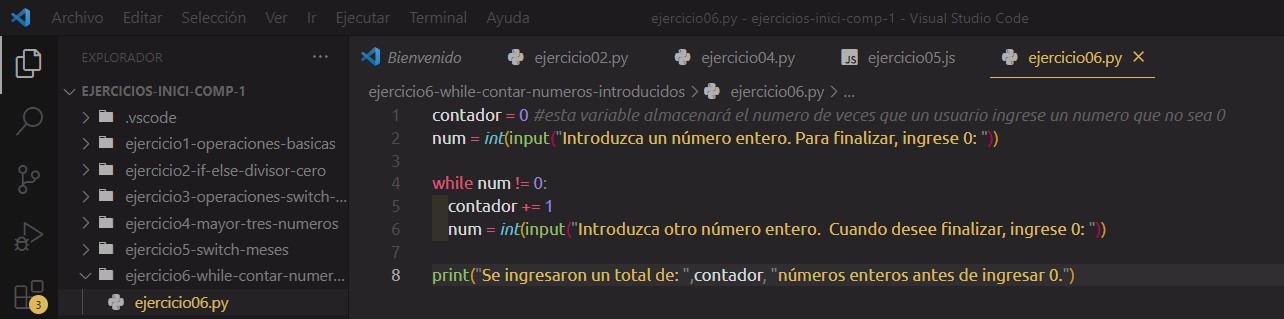 Archivo Editar Selección Ver Ir Ejecutar Terminal Ayuda ejercicio06.py - ejercicios-inici-comp-1 - Visual Studio Code
EXPLORADOR ...
EJERCICIOS-INICI-COMP-1
.vscode
ejercicio1-operaciones-basicas
ejercicio2-if-else-divisor-cero
ejercicio3-operaciones-switch-...
ejercicio4-mayor-tres-numeros
ejercicio5-switch-meses
ejercicio6-while-contar-numer...
ejercicio06.py
3
Bienvenido ejercicio02.py ejercicio04.py JS ejercicio05.js ejercicio06.py ×
ejercicio6-while-contar-numeros-introducidos > ejercicio06.py > ...
1 contador = 0 #esta variable almacenará el numero de veces que un usuario ingrese un numero que no sea 0
2 num = int(input("Introduzca un número entero. Para finalizar, ingrese 0: "))
3
4 while num != 0:
5 contador += 1
6 num = int(input("Introduzca otro número entero.  Cuando desee finalizar, ingrese 0: "))
7
8 print("Se ingresaron un total de: ",contador, "números enteros antes de ingresar 0.")